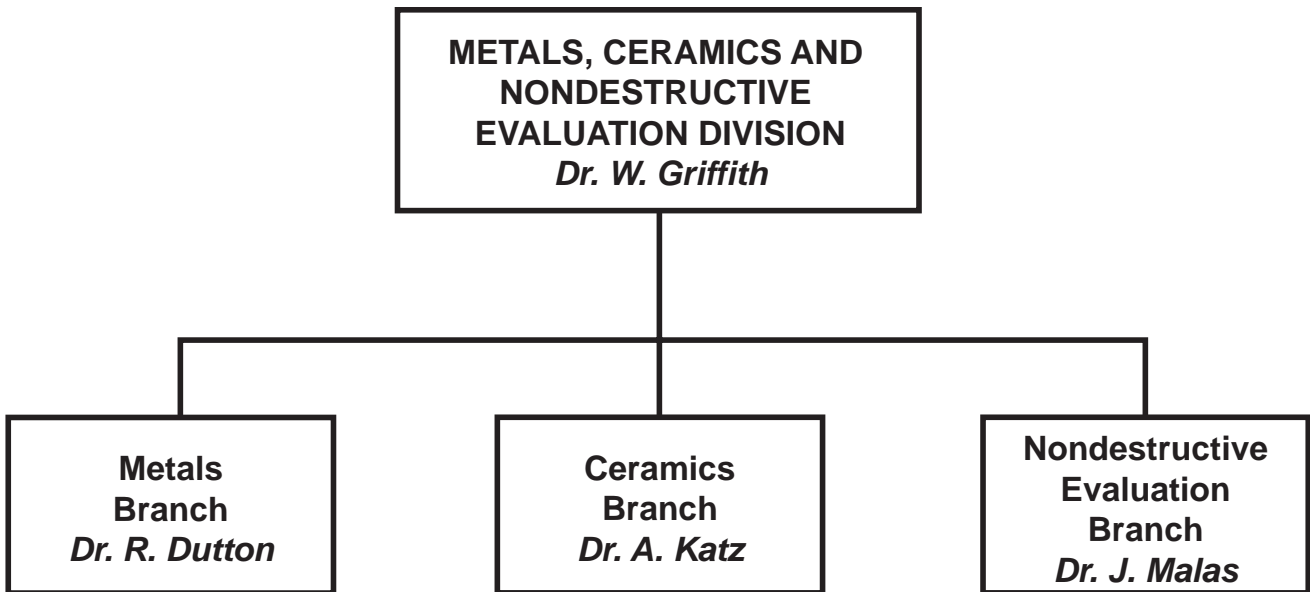 METALS, CERAMICS AND
NONDESTRUCTIVE
EVALUATION DIVISION
Dr. W. Griffith
Metals
Branch
Dr. R. Dutton
Ceramics
Branch
Dr. A. Katz
Nondestructive
Evaluation
Branch
Dr. J. Malas